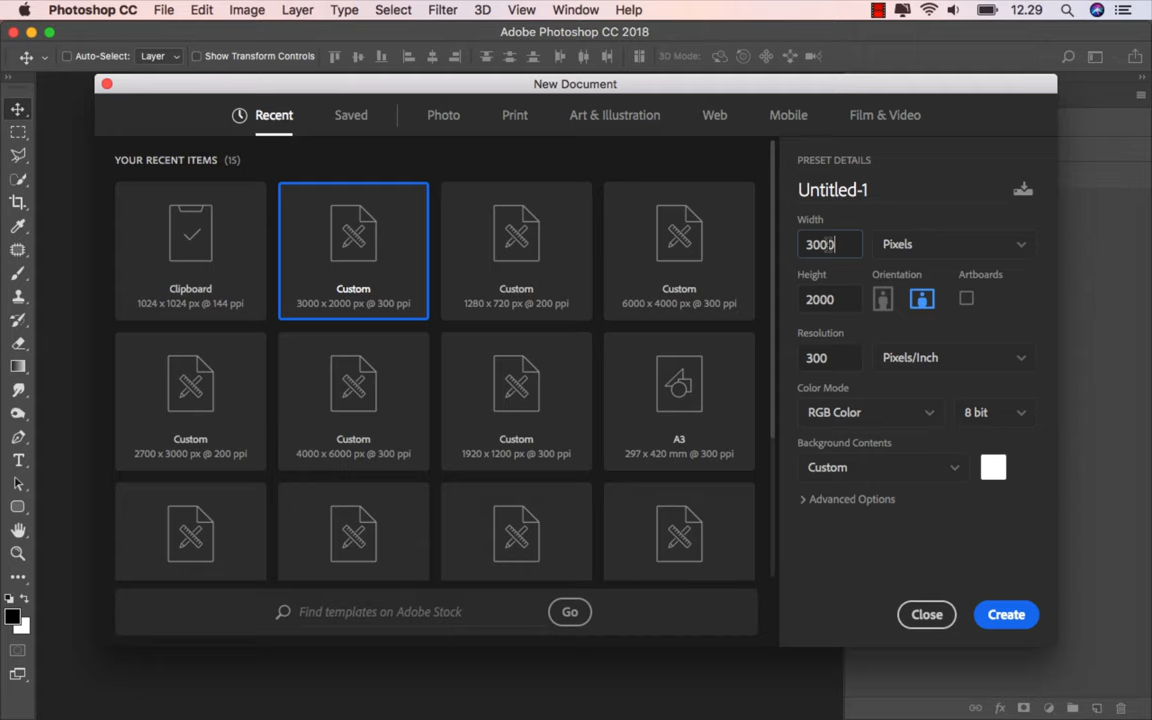 Photoshop CC File Edit Image Layer Type Select Filter 3D View Window Help 12.29
Adobe Photoshop CC 2018
Auto-Select: Layer Show Transform Controls 3D Mode:
New Document
Recent Saved Photo Print Art & Illustration Web Mobile Film & Video
YOUR RECENT ITEMS (15)
Clipboard
1024 x 1024 px @ 144 ppi
Custom
3000 x 2000 px @ 300 ppi
Custom
1280 x 720 px @ 200 ppi
Custom
6000 x 4000 px @ 300 ppi
Custom
2700 x 3000 px @ 200 ppi
Custom
4000 x 6000 px @ 300 ppi
Custom
1920 x 1200 px @ 300 ppi
A3
297 x 420 mm @ 300 ppi
Find templates on Adobe Stock Go
PRESET DETAILS
Untitled-1
Width
3000 Pixels
Height Orientation Artboards
2000
Resolution
300 Pixels/Inch
Color Mode
RGB Color 8 bit
Background Contents
Custom
Advanced Options
Close Create
fx